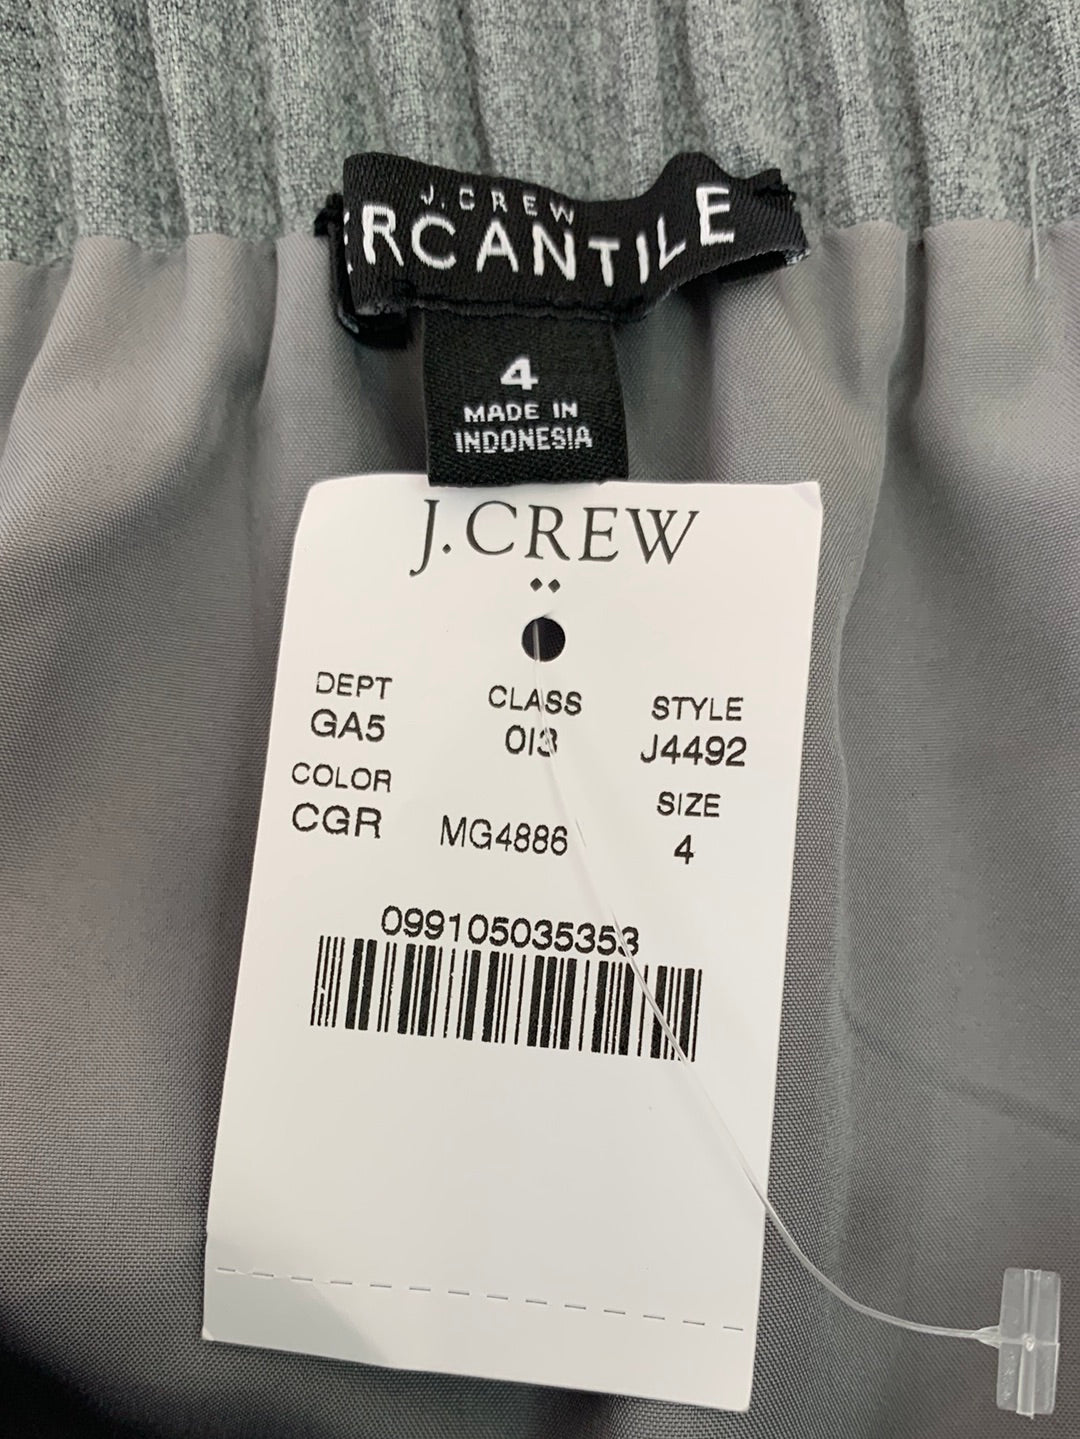 J.CREW
ERCANTILE
4
MADE IN
INDONESIA
J.CREW
DEPT CLASS STYLE
GA5 013 J4492
COLOR SIZE
CGR MG4886 4
099105035353